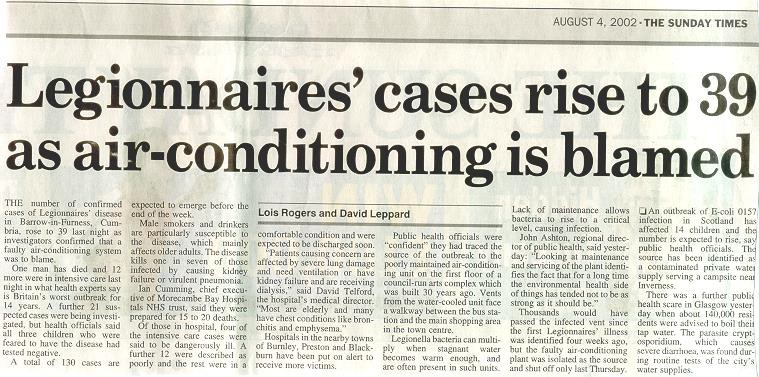 AUGUST 4, 2002 · THE SUNDAY TIMES
Legionnaires' cases rise to 39
as air-conditioning is blamed
THE number of confirmed
cases of Legionnaires' disease
in Barrow-in-Furness, Cum-
bria, rose to 39 last night as
investigators confirmed that a
faulty air-conditioning system
was to blame.
One man has died and 12
more were in intensive care last
night in what health experts say
is Britain's worst outbreak for
14 years. A further 21 sus-
pected cases were being investi-
gated, but health officials said
all three children who were
feared to have the disease had
tested negative.
A total of 130 cases are
expected to emerge before the
end of the week.
Male smokers and drinkers
are particularly susceptible to
the disease, which mainly
affects older adults. The disease
kills one in seven of those
infected by causing kidney
failure or virulent pneumonia.
Ian Cumming, chief execu-
tive of Morecambe Bay Hospi-
tals NHS trust, said they were
prepared for 15 to 20 deaths.
Of those in hospital, four of
the intensive care cases were
said to be dangerously ill. A
further 12 were described as
poorly and the rest were in a
Lois Rogers and David Leppard
comfortable condition and were
expected to be discharged soon.
"Patients causing concern are
affected by severe lung damage
and need ventilation or have
kidney failure and are receiving
dialysis," said David Telford,
the hospital's medical director.
"Most are elderly and many
have chest conditions like bron-
chitis and emphysema."
Hospitals in the nearby towns
of Burnley, Preston and Black-
burn have been put on alert to
receive more victims.
Public health officials were
"confident" they had traced the
source of the outbreak to the
poorly maintained air-condition-
ing unit on the first floor of a
council-run arts complex which
was built 30 years ago. Vents
from the water-cooled unit face
a walkway between the bus sta-
tion and the main shopping area
in the town centre.
Legionella bacteria can multi-
ply when stagnant water
becomes warm enough, and
are often present in such units.
Lack of maintenance allows
bacteria to rise to a critical
level, causing infection.
John Ashton, regional direc-
tor of public health, said yester-
day: "Looking at maintenance
and servicing of the plant identi-
fies the fact that for a long time
the environmental health side
of things has tended not to be as
strong as it should be."
Thousands would have
passed the infected vent since
the first Legionnaires' illness
was identified four weeks ago,
but the faulty air-conditioning
plant was isolated as the source
and shut off only last Thursday.
❑ An outbreak of E-coli 0157
infection in Scotland has
affected 14 children and the
number is expected to rise, say
public health officials. The
source has been identified as
a contaminated private water
supply serving a campsite near
Inverness.
There was a further public
health scare in Glasgow yester-
day when about 140,000 resi-
dents were advised to boil their
tap water. The parasite crypt-
osporidium, which causes
severe diarrhoea, was found dur-
ing routine tests of the city's
water supplies.